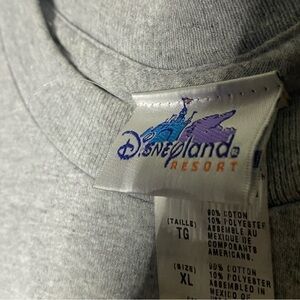 Disneyland
RESORT
(TAILLE)
TG
90% COTTON
10% POLYESTER
ASSEMBLE AU
MEXIQUE DE
COMPOSANTS
AMERICAINS.
(SIZE)
XL
90% COTTON
10% POLYESTER
ASSEMBLED IN
MEXICO OF